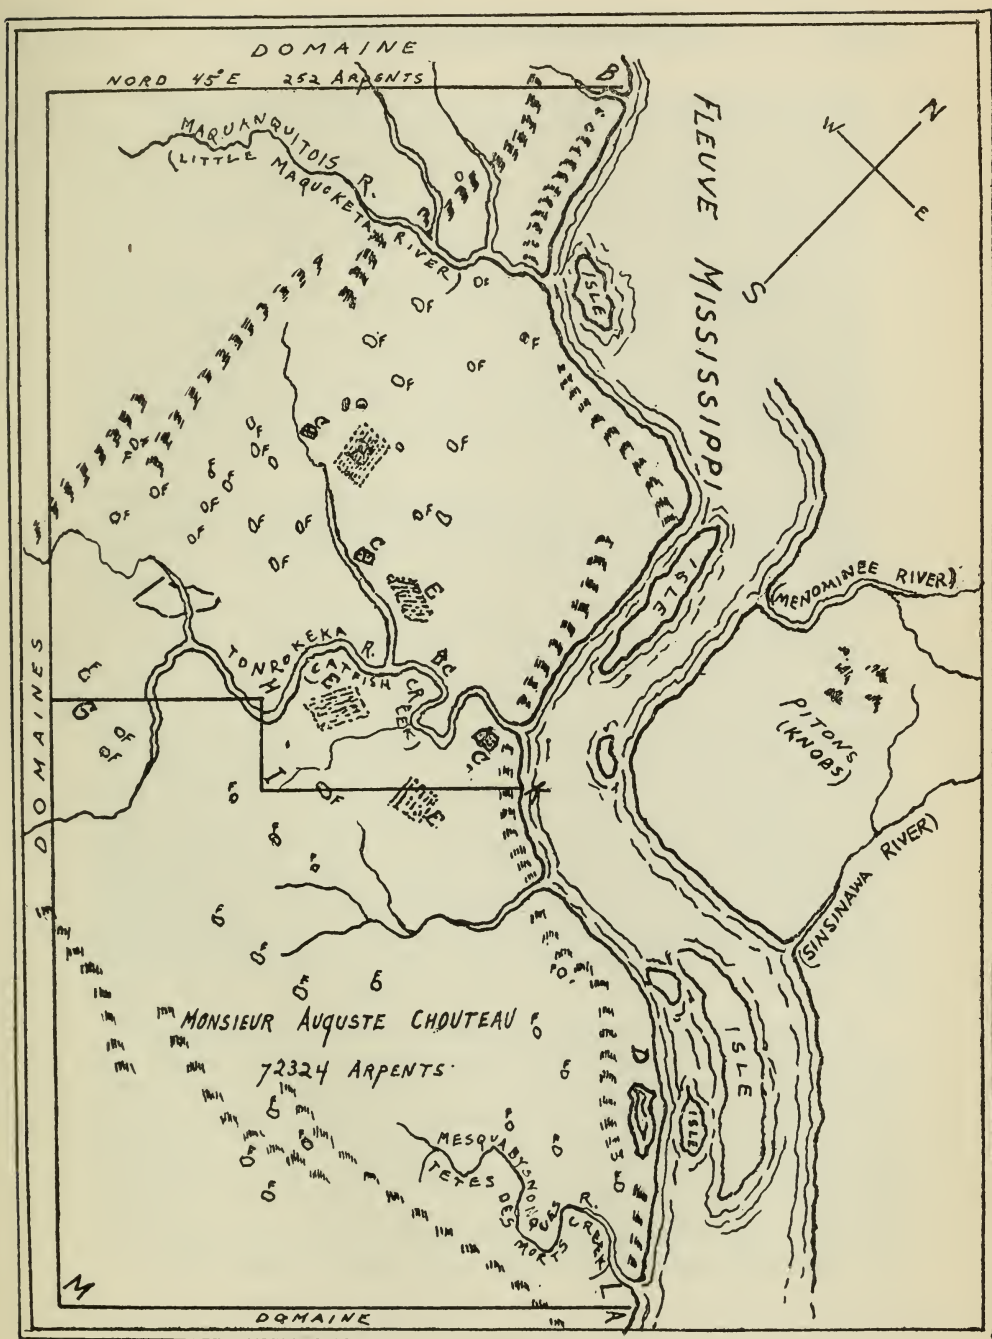 DOMAINE
NORD 45° E 252 ARPENTS
B
N
W
E
S
FLEUVE MISSISSIPPI
MAQUANQUITOIS R.
(LITTLE MAQUOKETA RIVER)
ISLE
ISLE
DOMAINES
TONROKEKA R.
(CATFISH CREEK)
(MENOMINEE RIVER)
PITONS
(KNOBS)
(SINSINAWA RIVER)
G
H
I
K
E
E
E
C
C
C
C
F
F
F
F
F
F
F
F
F
F
F
F
MONSIEUR AUGUSTE CHOUTEAU
72324 ARPENTS
D
ISLE
ISLE
MESQUABYSNONQUES R.
TETES DES MORTS CREEK)
M
L
A
DOMAINE